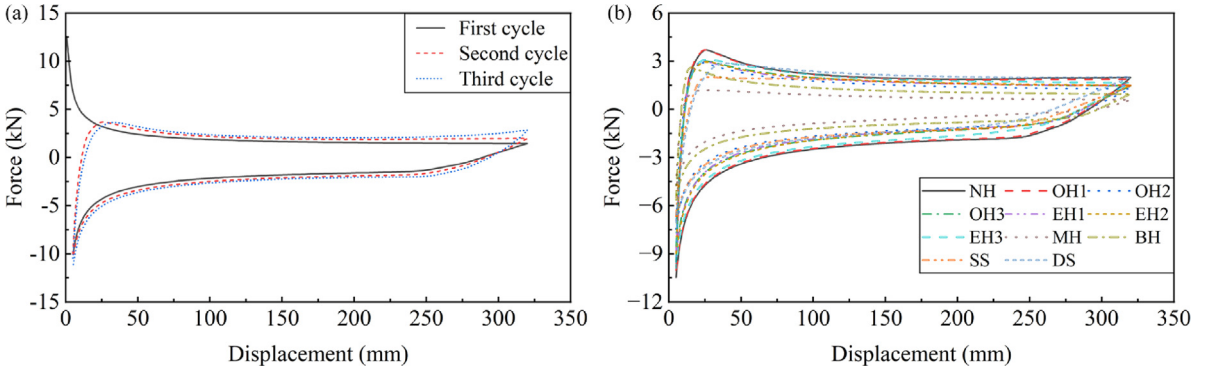 (a)
First cycle
Second cycle
Third cycle
15
10
5
0
-5
-10
-15
Force (kN)
0 50 100 150 200 250 300 350
Displacement (mm)
(b)
6
3
0
−3
−6
−9
−12
Force (kN)
NH OH1 OH2
OH3 EH1 EH2
EH3 MH BH
SS DS
0 50 100 150 200 250 300 350
Displacement (mm)